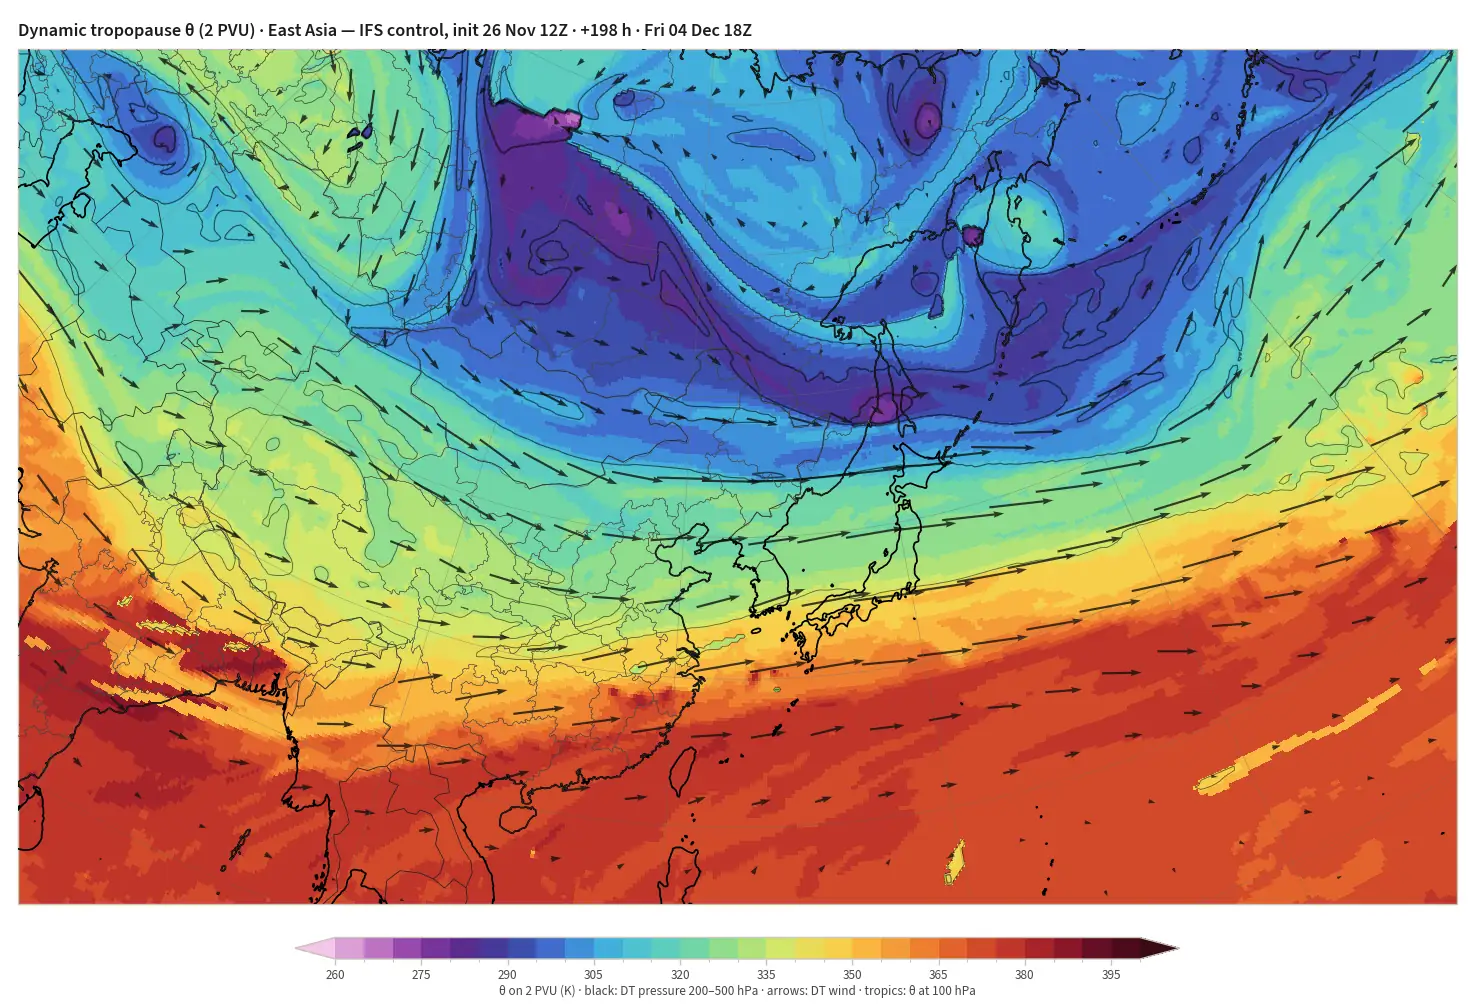 Dynamic tropopause θ (2 PVU) · East Asia — IFS control, init 26 Nov 12Z · +198 h · Fri 04 Dec 18Z
260 275 290 305 320 335 350 365 380 395
θ on 2 PVU (K) · black: DT pressure 200–500 hPa · arrows: DT wind · tropics: θ at 100 hPa